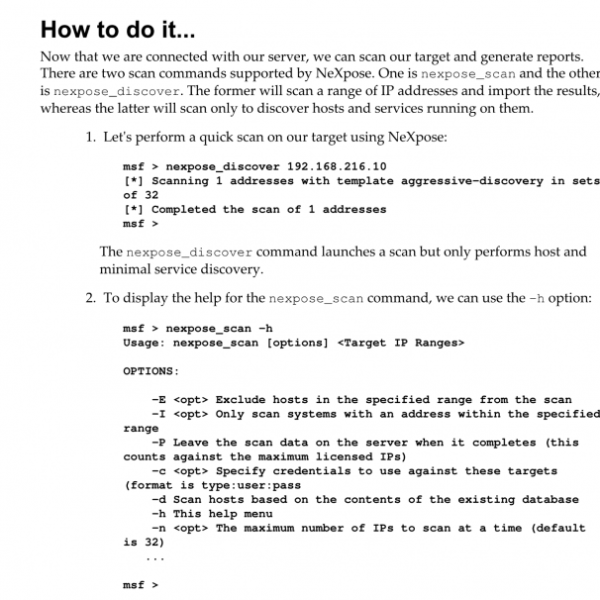 How to do it...
Now that we are connected with our server, we can scan our target and generate reports.
There are two scan commands supported by NeXpose. One is nexpose_scan and the other
is nexpose_discover. The former will scan a range of IP addresses and import the results,
whereas the latter will scan only to discover hosts and services running on them.
1. Let's perform a quick scan on our target using NeXpose:
msf > nexpose_discover 192.168.216.10
[*] Scanning 1 addresses with template aggressive-discovery in sets
of 32
[*] Completed the scan of 1 addresses
msf >
The nexpose_discover command launches a scan but only performs host and
minimal service discovery.
2. To display the help for the nexpose_scan command, we can use the -h option:
msf > nexpose_scan -h
Usage: nexpose_scan [options] <Target IP Ranges>
OPTIONS:
-E <opt> Exclude hosts in the specified range from the scan
-I <opt> Only scan systems with an address within the specified
range
-P Leave the scan data on the server when it completes (this
counts against the maximum licensed IPs)
-c <opt> Specify credentials to use against these targets
(format is type:user:pass
-d Scan hosts based on the contents of the existing database
-h This help menu
-n <opt> The maximum number of IPs to scan at a time (default
is 32)
...
msf >